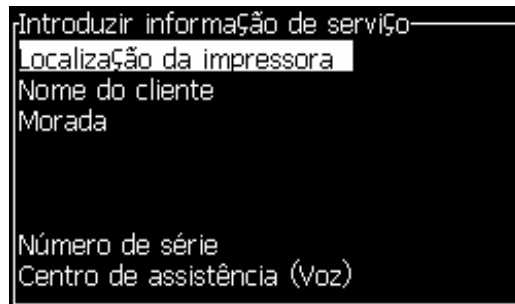 Introduzir informação de serviço
Localização da impressora
Nome do cliente
Morada
Número de série
Centro de assistência (Voz)